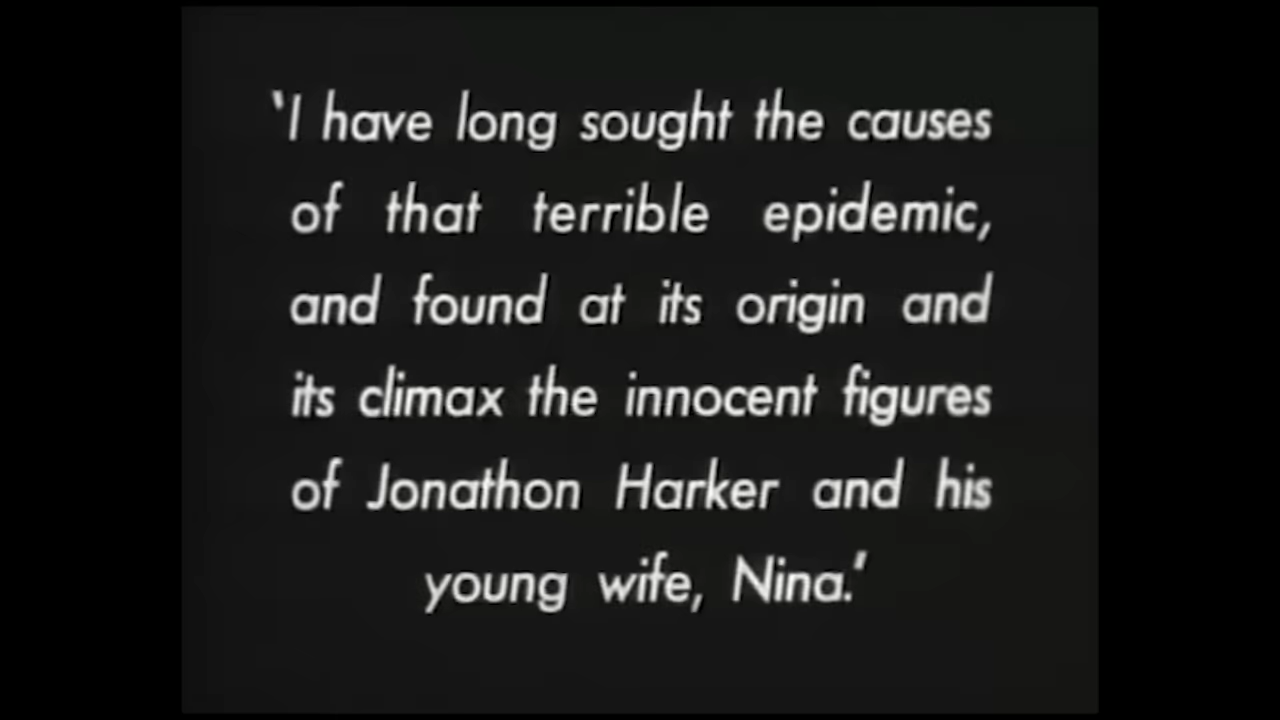 'I have long sought the causes
of that terrible epidemic,
and found at its origin and
its climax the innocent figures
of Jonathon Harker and his
young wife, Nina.'